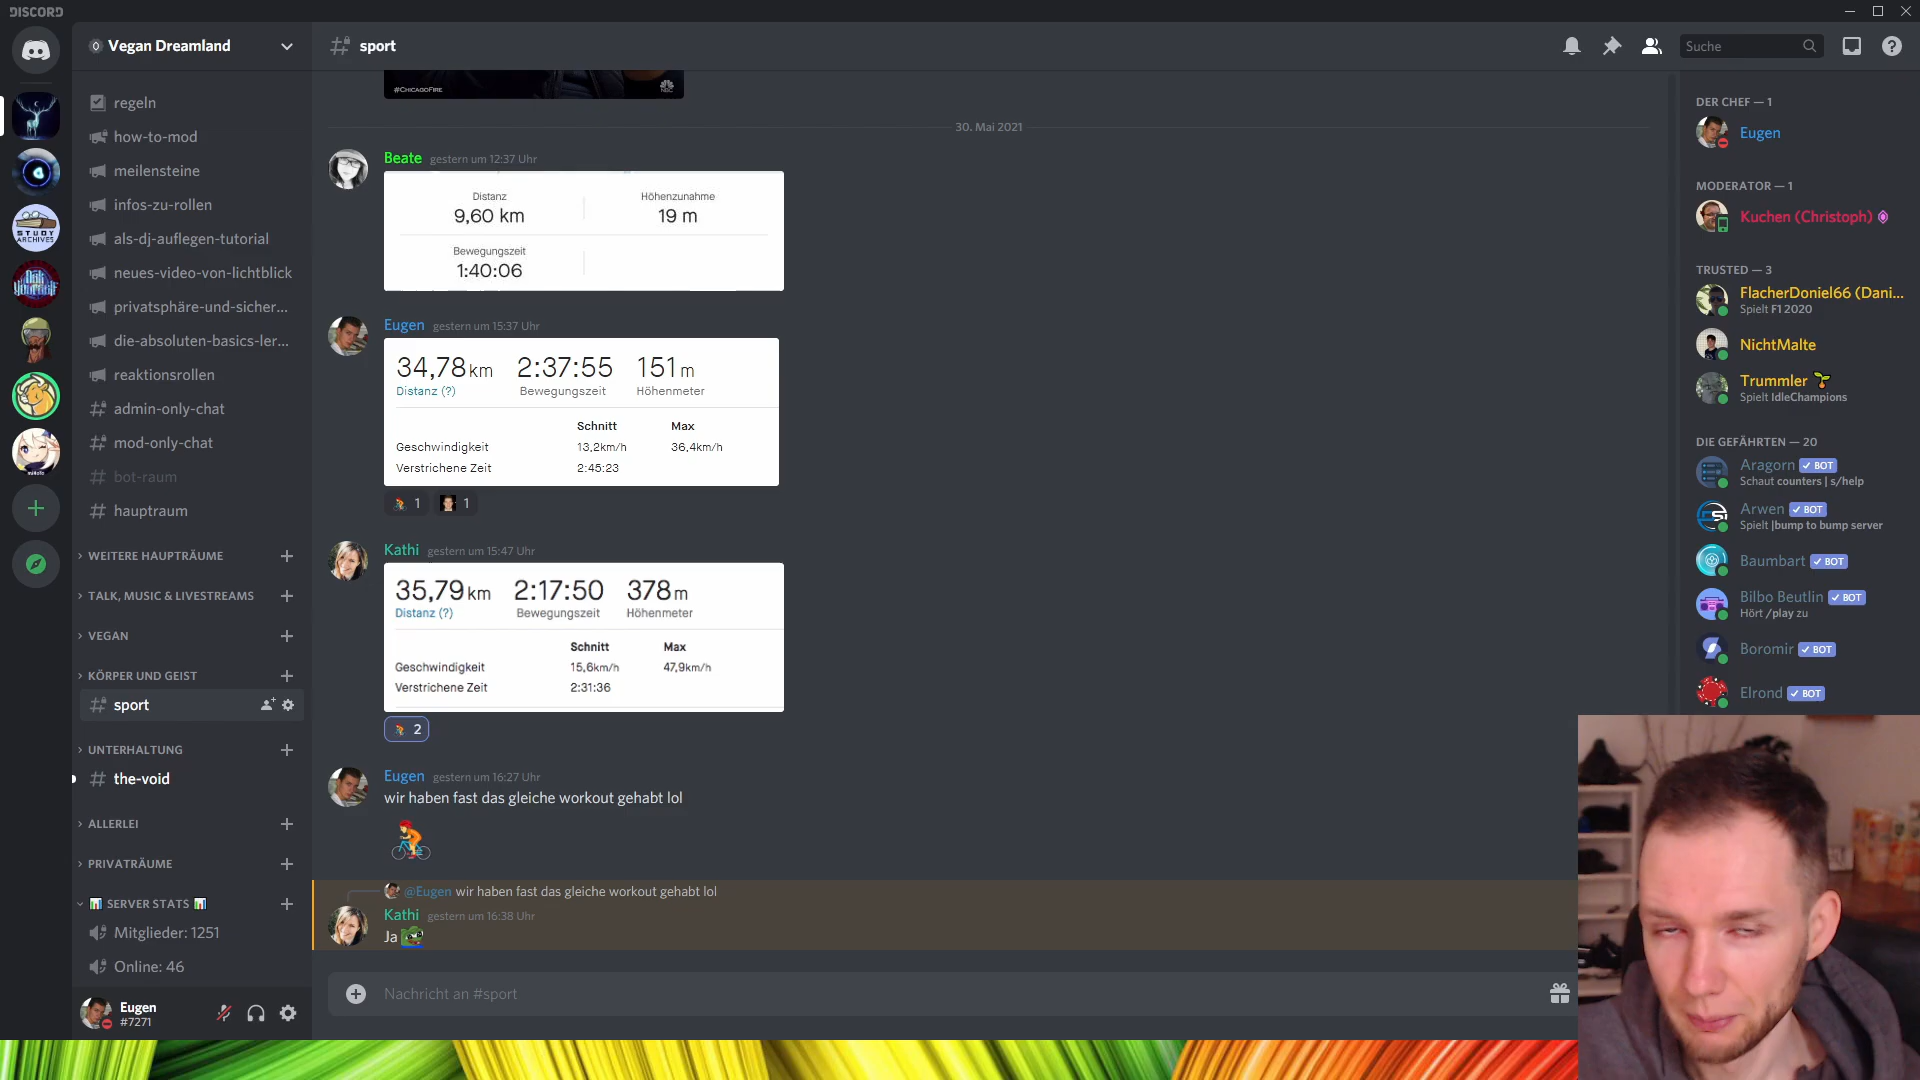 DISCORD
Vegan Dreamland
regeln
how-to-mod
meilensteine
infos-zu-rollen
als-dj-auflegen-tutorial
neues-video-von-lichtblick
privatsphäre-und-sicher...
die-absoluten-basics-ler...
reaktionsrollen
admin-only-chat
mod-only-chat
bot-raum
hauptraum
WEITERE HAUPTRÄUME
TALK, MUSIC & LIVESTREAMS
VEGAN
KÖRPER UND GEIST
sport
UNTERHALTUNG
the-void
ALLERLEI
PRIVATRÄUME
SERVER STATS
Mitglieder: 1251
Online: 46
Eugen
#7271
STUDY
ARCHIVES
sport
Suche
#CHICAGOFIRE
NBC
30. Mai 2021
Beate gestern um 12:37 Uhr
Distanz Höhenzunahme
9,60 km 19 m
Bewegungszeit
1:40:06
Eugen gestern um 15:37 Uhr
34,78km 2:37:55 151m
Distanz (?) Bewegungszeit Höhenmeter
Schnitt Max
Geschwindigkeit 13,2km/h 36,4km/h
Verstrichene Zeit 2:45:23
1 1
Kathi gestern um 15:47 Uhr
35,79km 2:17:50 378m
Distanz (?) Bewegungszeit Höhenmeter
Schnitt Max
Geschwindigkeit 15,6km/h 47,9km/h
Verstrichene Zeit 2:31:36
2
Eugen gestern um 16:27 Uhr
wir haben fast das gleiche workout gehabt lol
@Eugen wir haben fast das gleiche workout gehabt lol
Kathi gestern um 16:38 Uhr
Ja
Nachricht an #sport
DER CHEF — 1
Eugen
MODERATOR — 1
Kuchen (Christoph)
TRUSTED — 3
FlacherDoniel66 (Dani...
Spielt F1 2020
NichtMalte
Trummler
Spielt IdleChampions
DIE GEFÄHRTEN — 20
Aragorn BOT
Schaut counters | s/help
Arwen BOT
Spielt |bump to bump server
Baumbart BOT
Bilbo Beutlin BOT
Hört /play zu
Boromir BOT
Elrond BOT